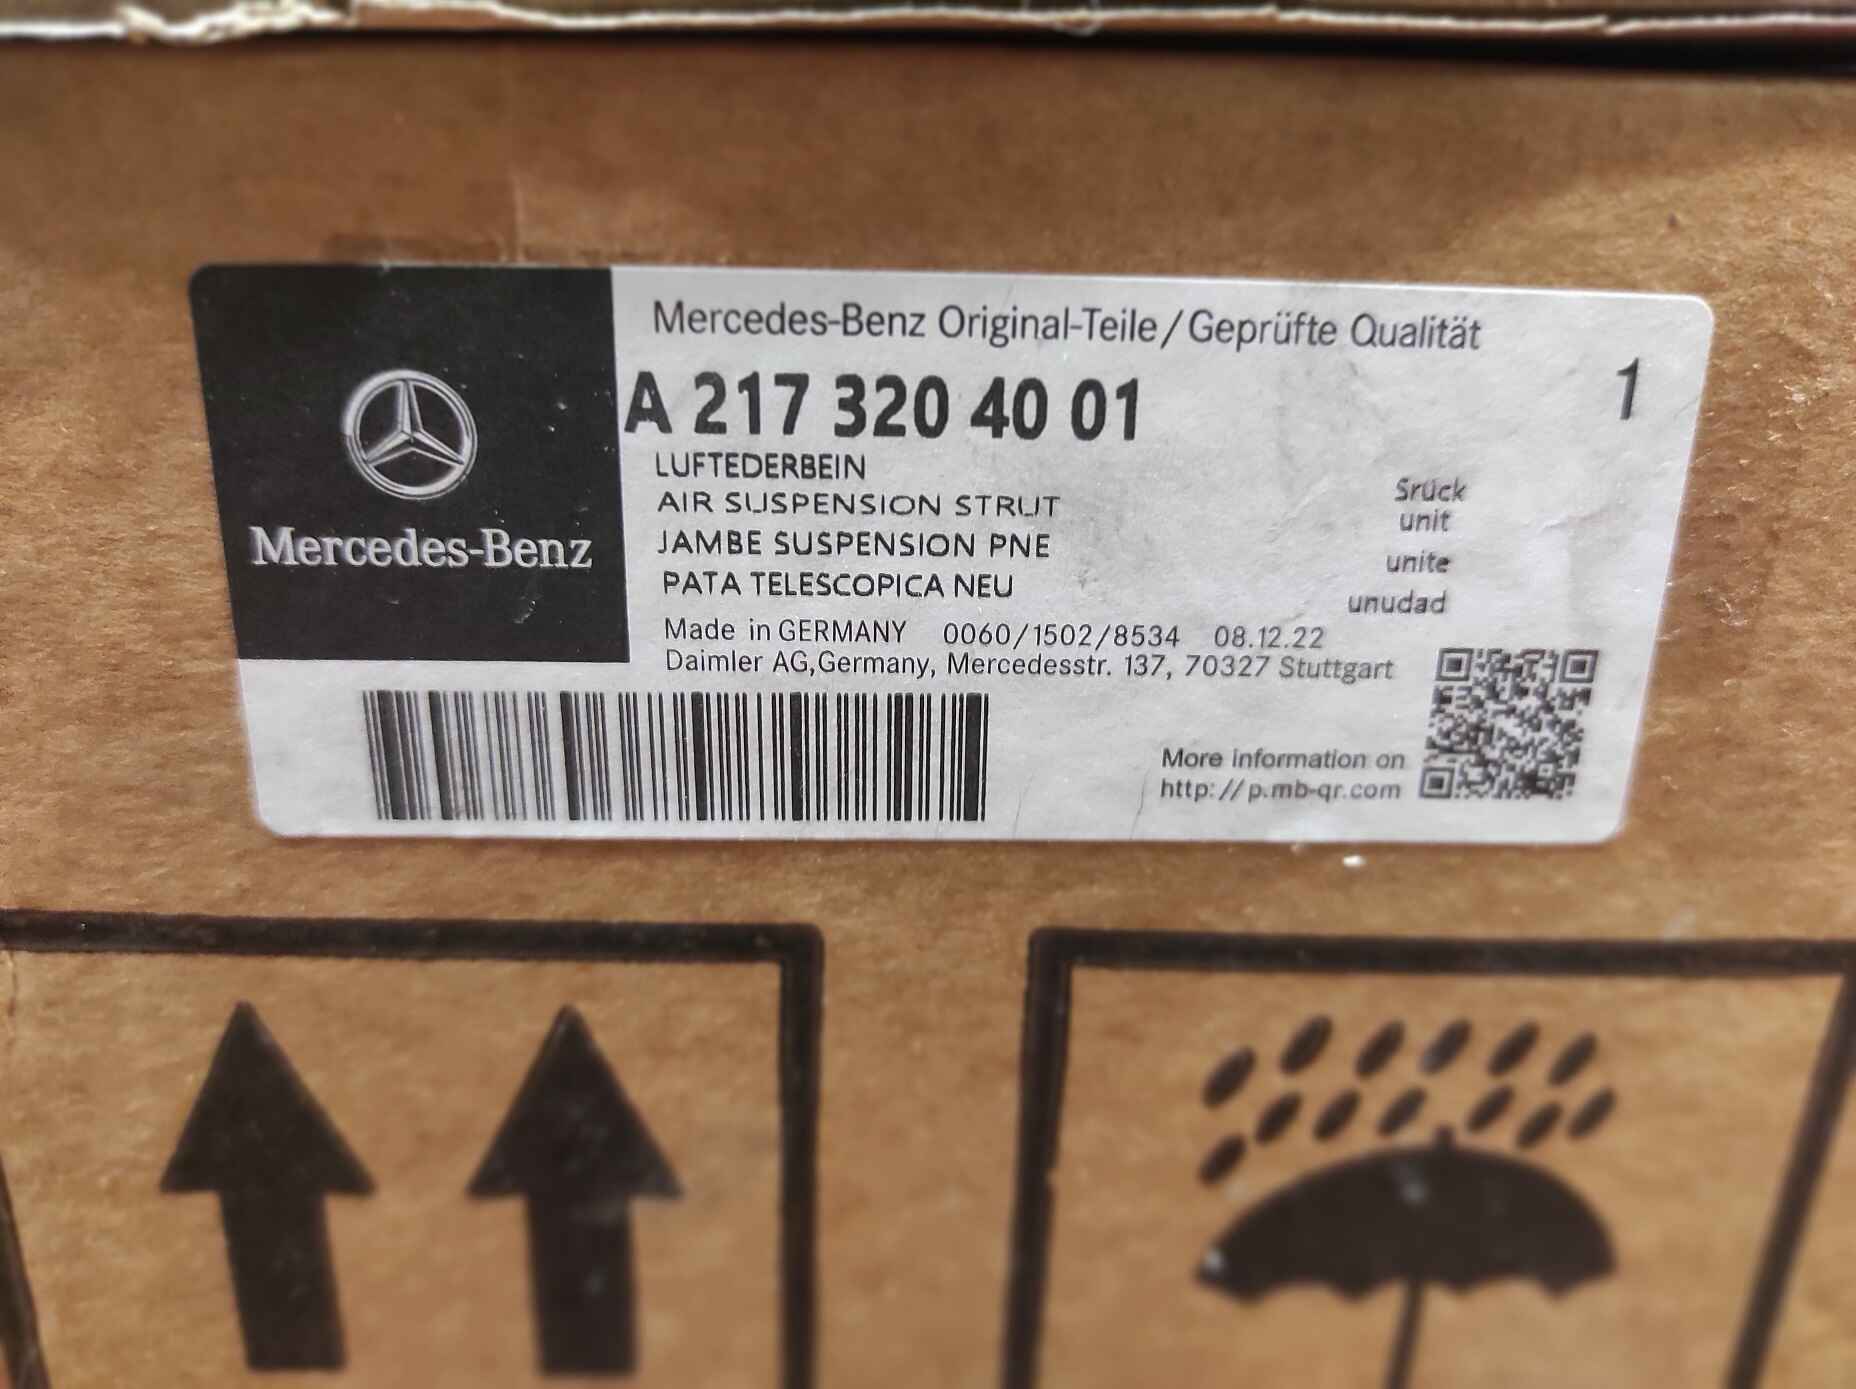 Mercedes-Benz Original-Teile/Geprüfte Qualität
A 217 320 40 01
1
LUFTEDERBEIN
AIR SUSPENSION STRUT
JAMBE SUSPENSION PNE
PATA TELESCOPICA NEU
Srück
unit
unite
unudad
Mercedes-Benz
Made in GERMANY 0060/1502/8534 08.12.22
Daimler AG,Germany, Mercedesstr. 137, 70327 Stuttgart
More information on
http://p.mb-qr.com